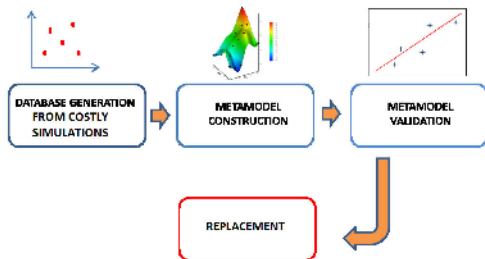 DATABASE GENERATION
FROM COSTLY
SIMULATIONS
METAMODEL
CONSTRUCTION
METAMODEL
VALIDATION
REPLACEMENT